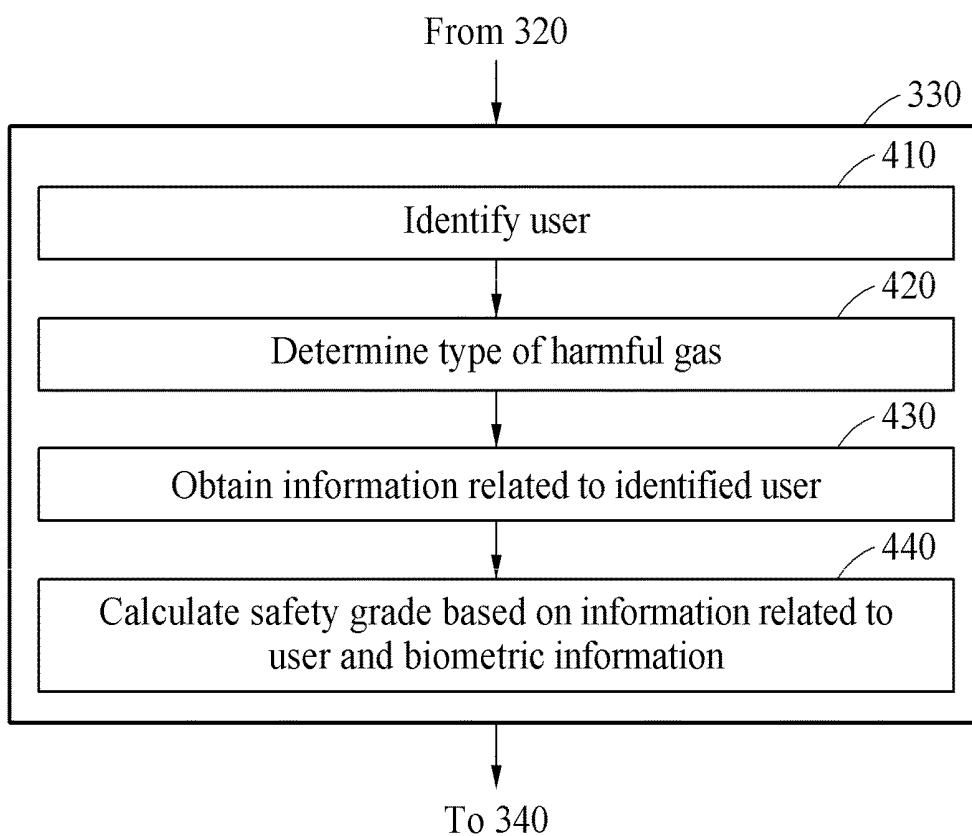 From 320
330
410
Identify user
420
Determine type of harmful gas
430
Obtain information related to identified user
440
Calculate safety grade based on information related to
user and biometric information
To 340